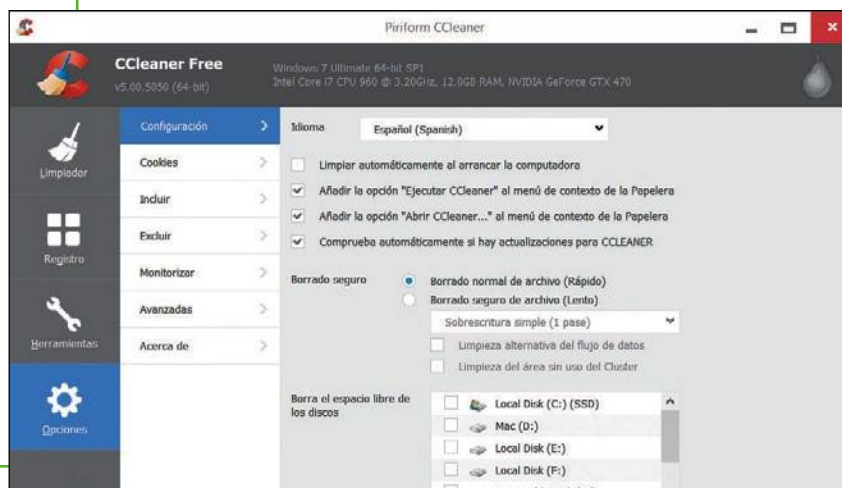 Piriform CCleaner
CCleaner Free
v5.00.5050 (64-bit)
Windows 7 Ultimate 64-bit SP1
Intel Core i7 CPU 960 @ 3.20GHz, 12.0GB RAM, NVIDIA GeForce GTX 470
Limpiador
Registro
Herramientas
Opciones
Configuración
Cookies
Incluir
Excluir
Monitorizar
Avanzadas
Acerca de
Idioma Español (Spanish)
Limpiar automáticamente al arrancar la computadora
Añadir la opción "Ejecutar CCleaner" al menú de contexto de la Papelera
Añadir la opción "Abrir CCleaner..." al menú de contexto de la Papelera
Comprueba automáticamente si hay actualizaciones para CCLEANER
Borrado seguro Borrado normal de archivo (Rápido)
Borrado seguro de archivo (Lento)
Sobrescritura simple (1 pase)
Limpieza alternativa del flujo de datos
Limpieza del área sin uso del Cluster
Borra el espacio libre de
los discos
Local Disk (C:) (SSD)
Mac (D:)
Local Disk (E:)
Local Disk (F:)